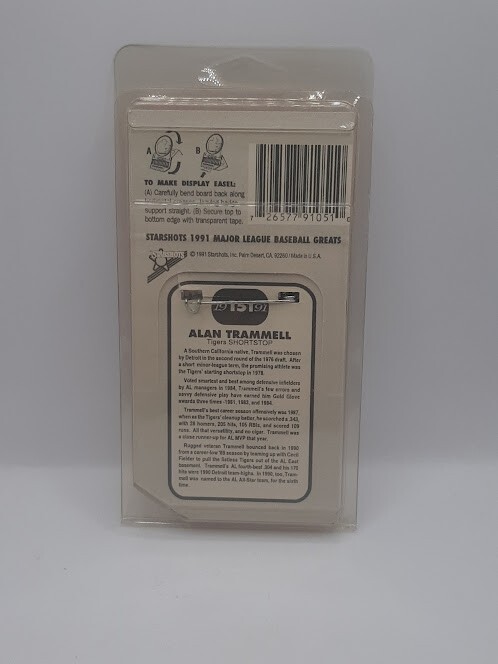 A B
TO MAKE DISPLAY EASEL:
(A) Carefully bend board back along
support straight. (B) Secure top to
bottom edge with transparent tape.
7 26577 91051
STARSHOTS 1991 MAJOR LEAGUE BASEBALL GREATS
© 1991 Starshots, Inc. Palm Desert, CA. 92260 / Made in U.S.A.
19 151 91
ALAN TRAMMELL
Tigers SHORTSTOP
A Southern California native, Trammell was chosen
by Detroit in the second round of the 1976 draft. After
a short minor-league term, the promising athlete was
the Tigers' starting shortstop in 1978.
Voted smartest and best among defensive infielders
by AL managers in 1984, Trammell's few errors and
savvy defensive play have earned him Gold Glove
awards three times -1981, 1983, and 1984.
Trammell's best career season offensively was 1987,
when as the Tigers' cleanup batter, he scorched a .343,
with 28 homers, 205 hits, 105 RBIs, and scored 109
runs. All that versatility, and no cigar. Trammell was
a close runner-up for AL MVP that year.
Rugged veteran Trammell bounced back in 1990
from a career-low '89 season by teaming up with Cecil
Fielder to pull the listless Tigers out of the AL East
basement. Trammell's AL fourth-best .304 and his 170
hits were 1990 Detroit team-highs. In 1990, too, Tram-
mell was named to the AL All-Star team, for the sixth
time.